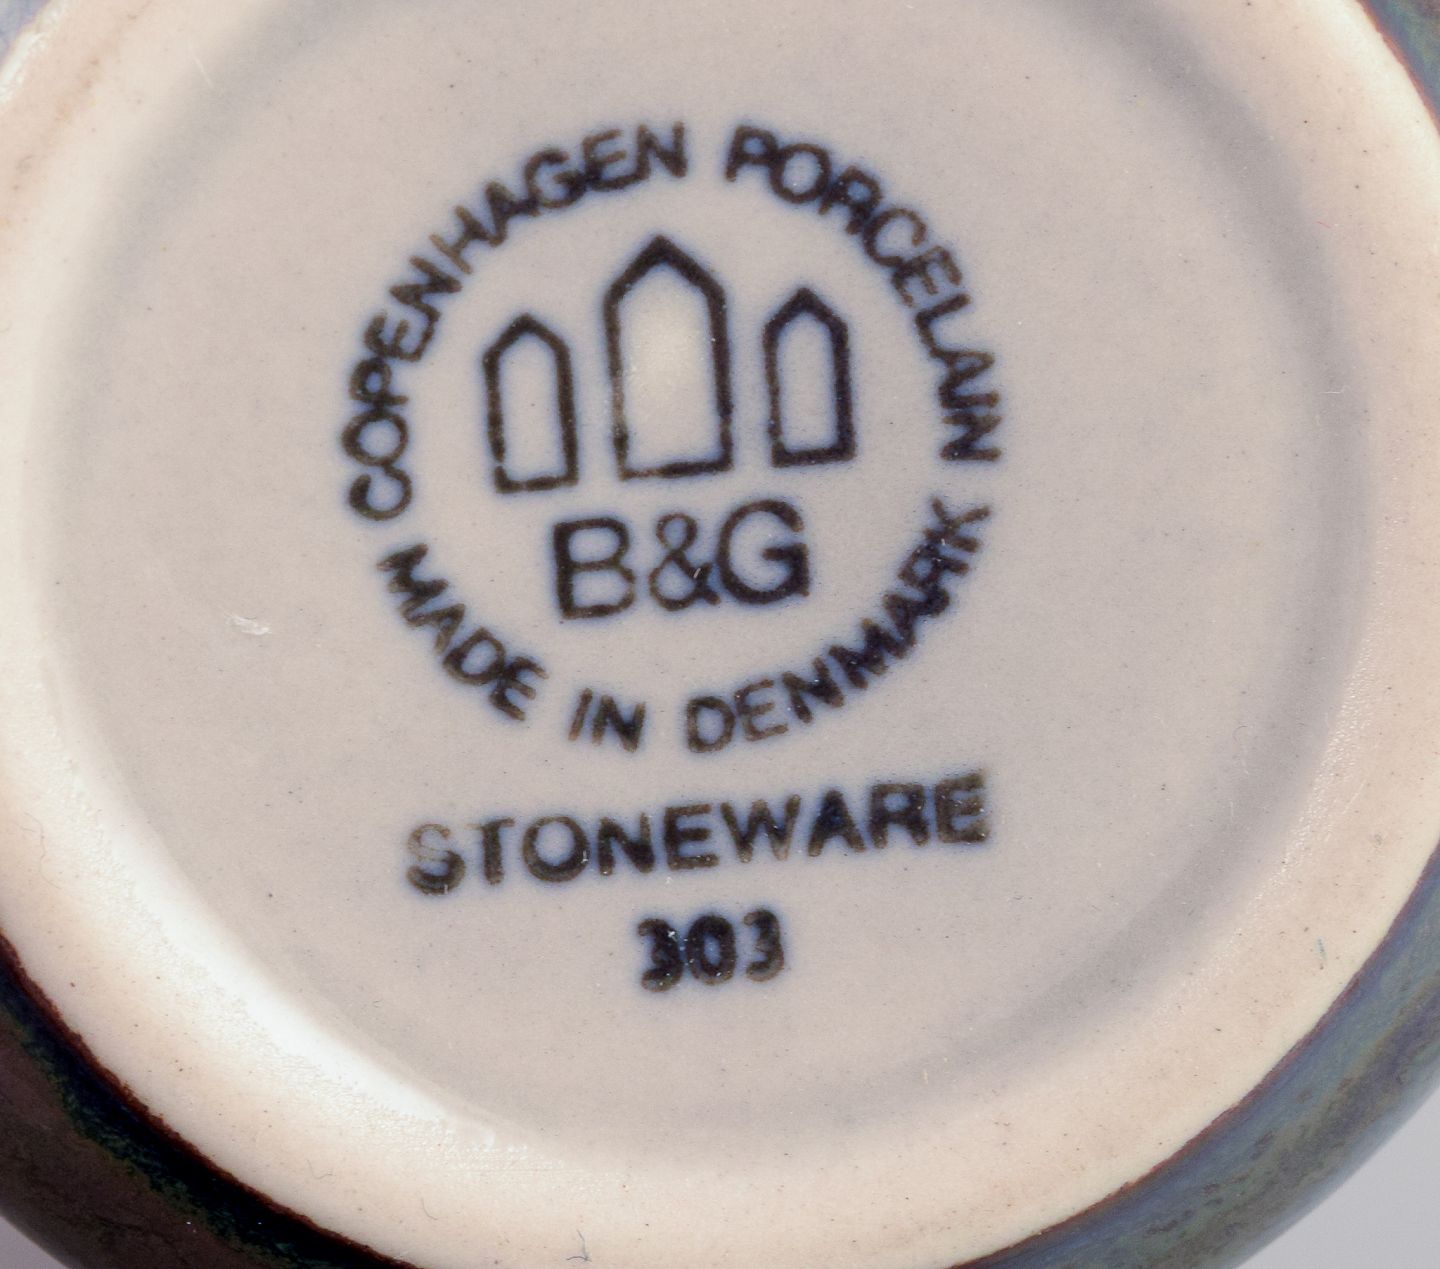 COPENHAGEN PORCELAIN
B&G
MADE IN DENMARK
STONEWARE
303